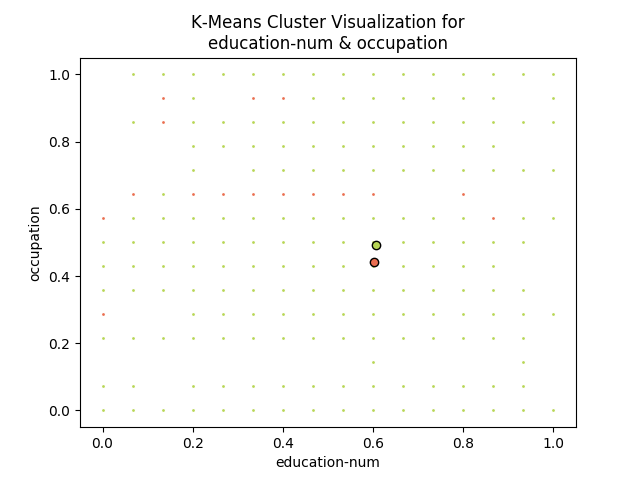 K-Means Cluster Visualization for
education-num & occupation
1.0
0.8
0.6
0.4
0.2
0.0
occupation
0.0 0.2 0.4 0.6 0.8 1.0
education-num